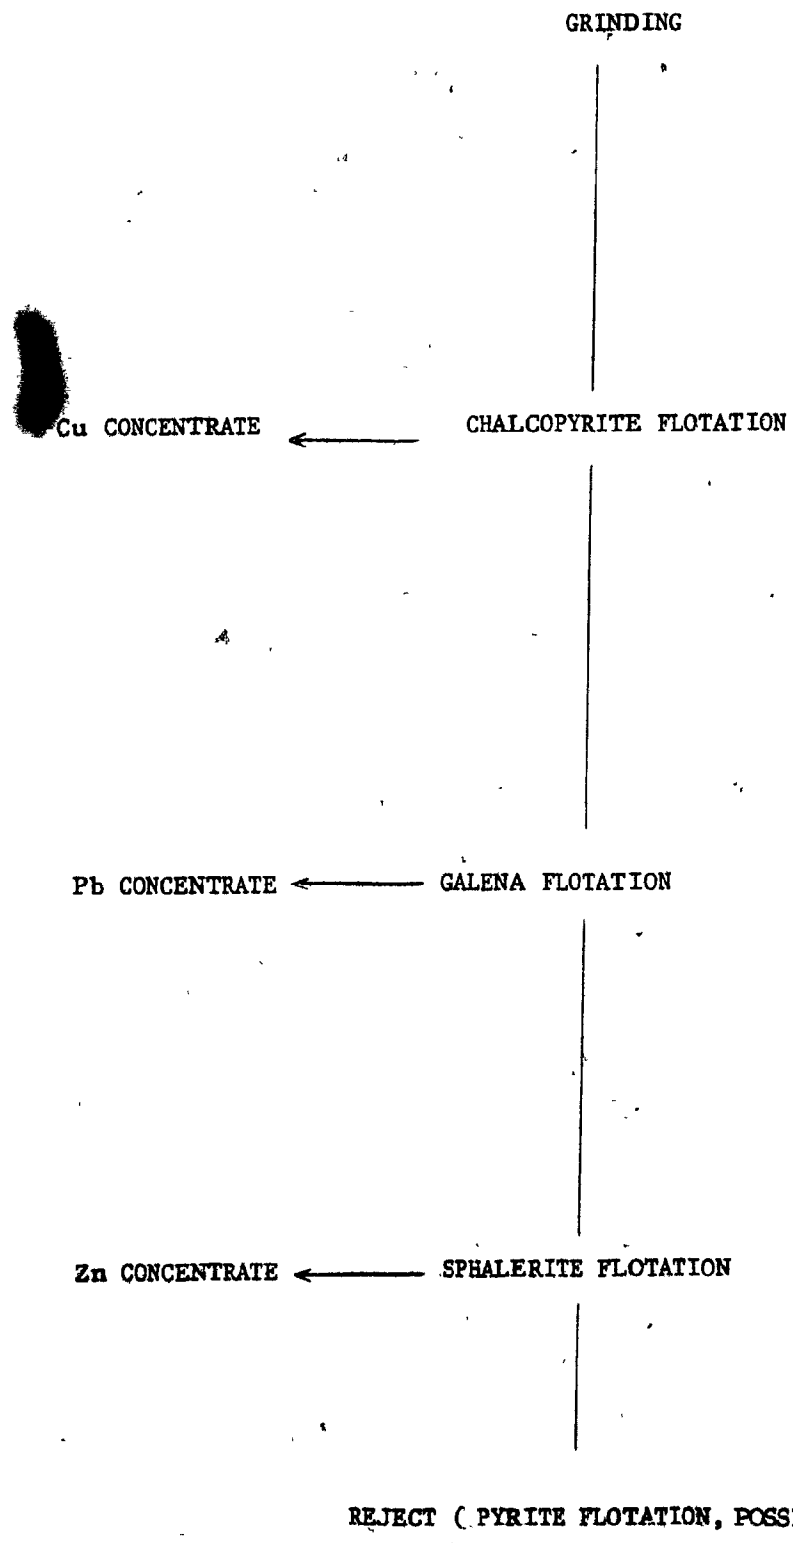 GRINDING
Cu CONCENTRATE CHALCOPYRITE FLOTATION
Pb CONCENTRATE GALENA FLOTATION
Zn CONCENTRATE SPHALERITE FLOTATION
REJECT ( PYRITE FLOTATION,